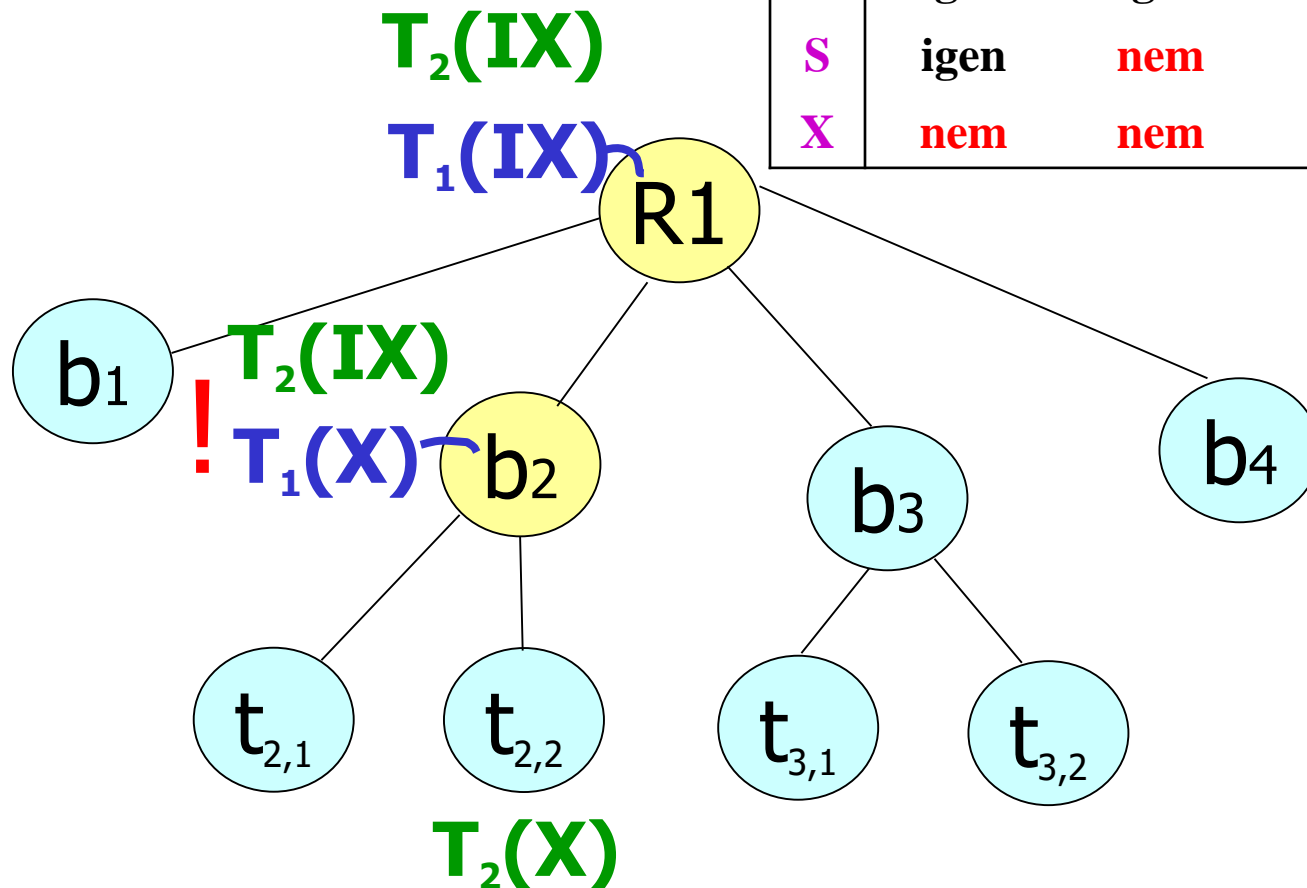 T₂(IX)
S igen nem
T₁(IX)
X nem nem
R1
b1
T₂(IX)
! T₁(X)
b2
b3
b4
t₂,₁
t₂,₂
t₃,₁
t₃,₂
T₂(X)